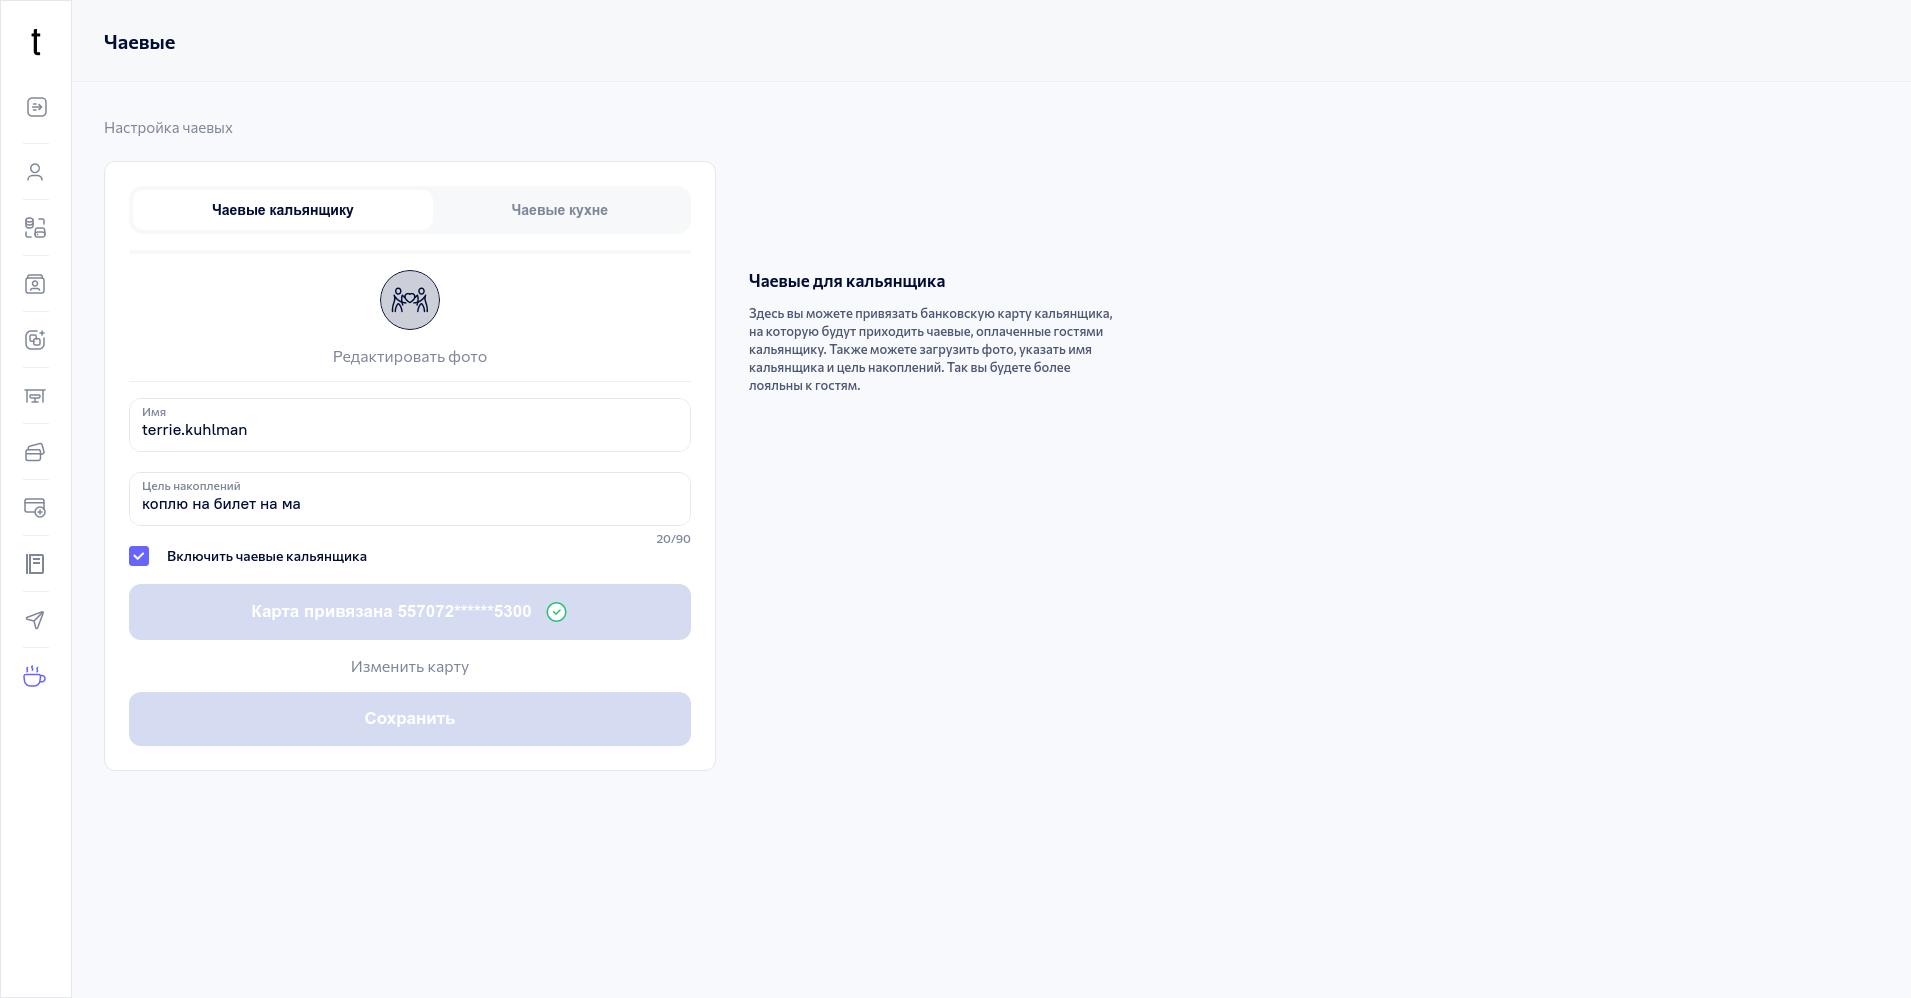 t
Чаевые
Настройка чаевых
Чаевые кальянщику
Чаевые кухне
Редактировать фото
Имя
terrie.kuhlman
Цель накоплений
коплю на билет на ма
20/90
Включить чаевые кальянщика
Карта привязана 557072******5300
Изменить карту
Сохранить
Чаевые для кальянщика
Здесь вы можете привязать банковскую карту кальянщика,
на которую будут приходить чаевые, оплаченные гостями
кальянщику. Также можете загрузить фото, указать имя
кальянщика и цель накоплений. Так вы будете более
лояльны к гостям.